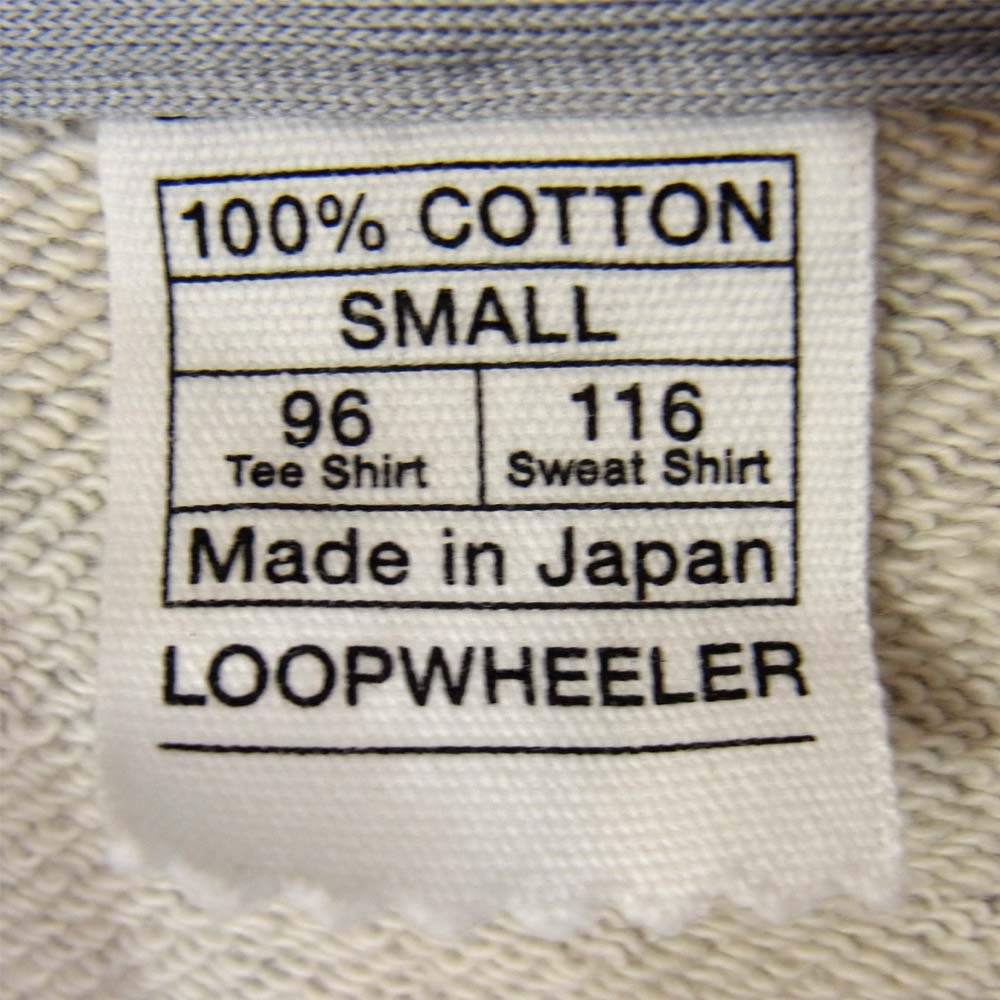 100% COTTON
SMALL
96 116
Tee Shirt Sweat Shirt
Made in Japan
LOOPWHEELER